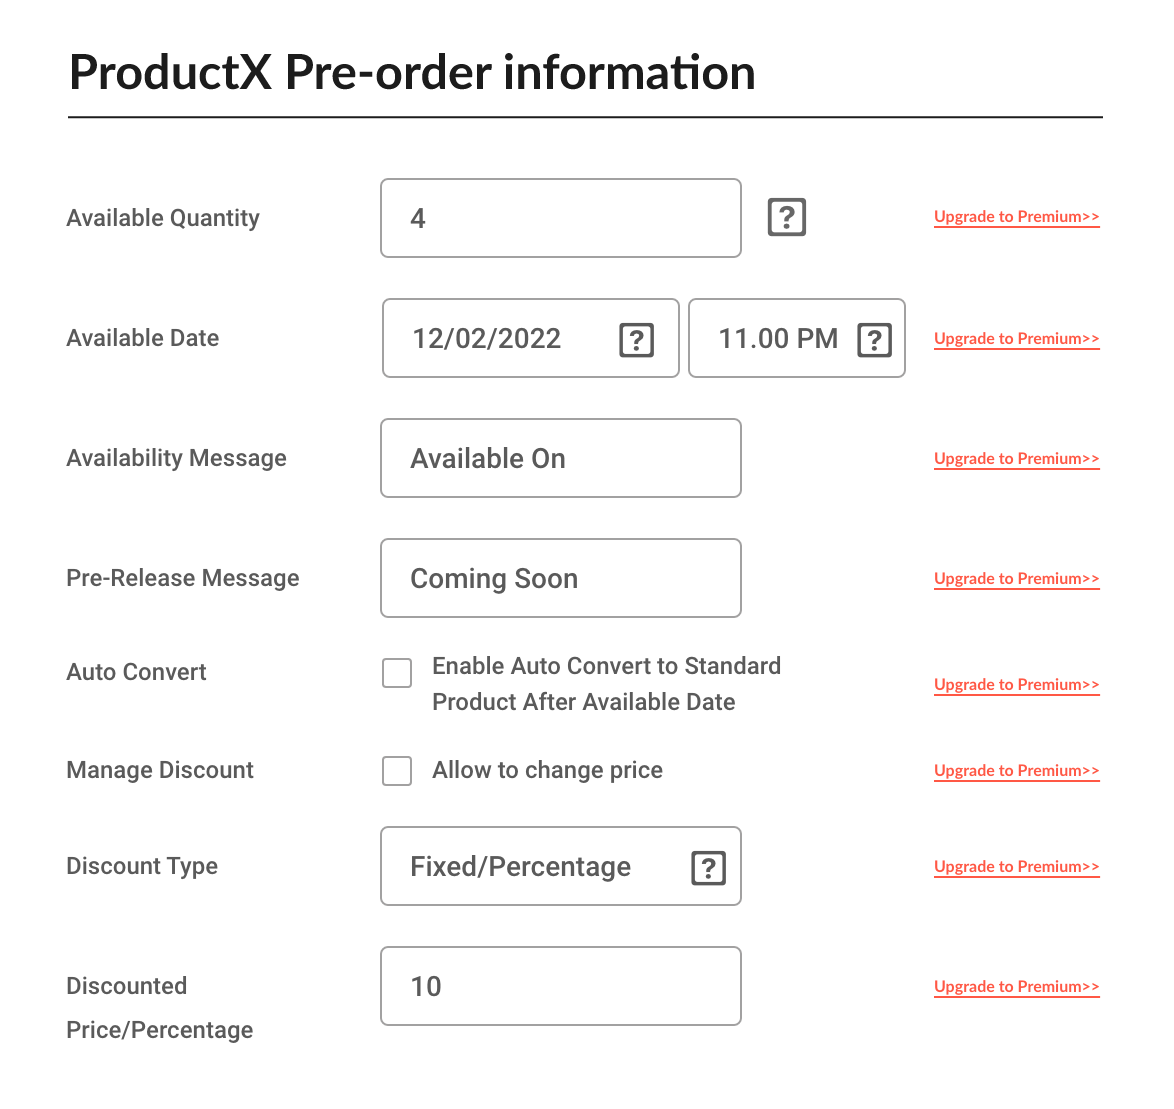 ProductX Pre-order information
Available Quantity 4 ? Upgrade to Premium>>
Available Date 12/02/2022 ? 11.00 PM ? Upgrade to Premium>>
Availability Message Available On Upgrade to Premium>>
Pre-Release Message Coming Soon Upgrade to Premium>>
Auto Convert Enable Auto Convert to Standard
Product After Available Date Upgrade to Premium>>
Manage Discount Allow to change price Upgrade to Premium>>
Discount Type Fixed/Percentage ? Upgrade to Premium>>
Discounted 10 Upgrade to Premium>>
Price/Percentage